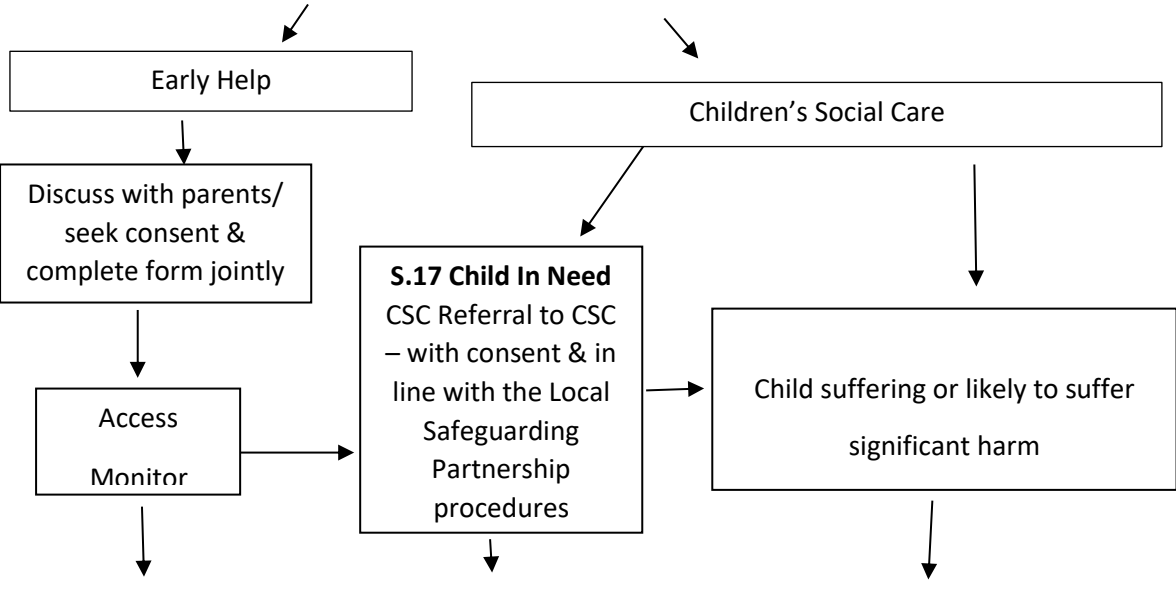 Early Help
Children’s Social Care
Discuss with parents/
seek consent &
complete form jointly
S.17 Child In Need
CSC Referral to CSC
– with consent & in
line with the Local
Safeguarding
Partnership
procedures
Access
Monitor
Child suffering or likely to suffer
significant harm